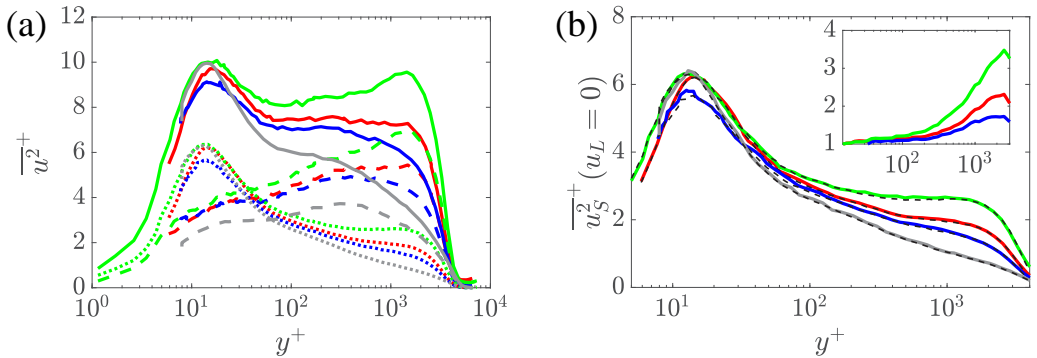 (a)
12
10
8
6
4
2
0
10^0 10^1 10^2 10^3 10^4
y^+
\overline{u^2}^+
(b)
8
6
4
2
0
10^1 10^2 10^3
y^+
\overline{u_S^2}^+(u_L = 0)
4
3
2
1
10^2 10^3